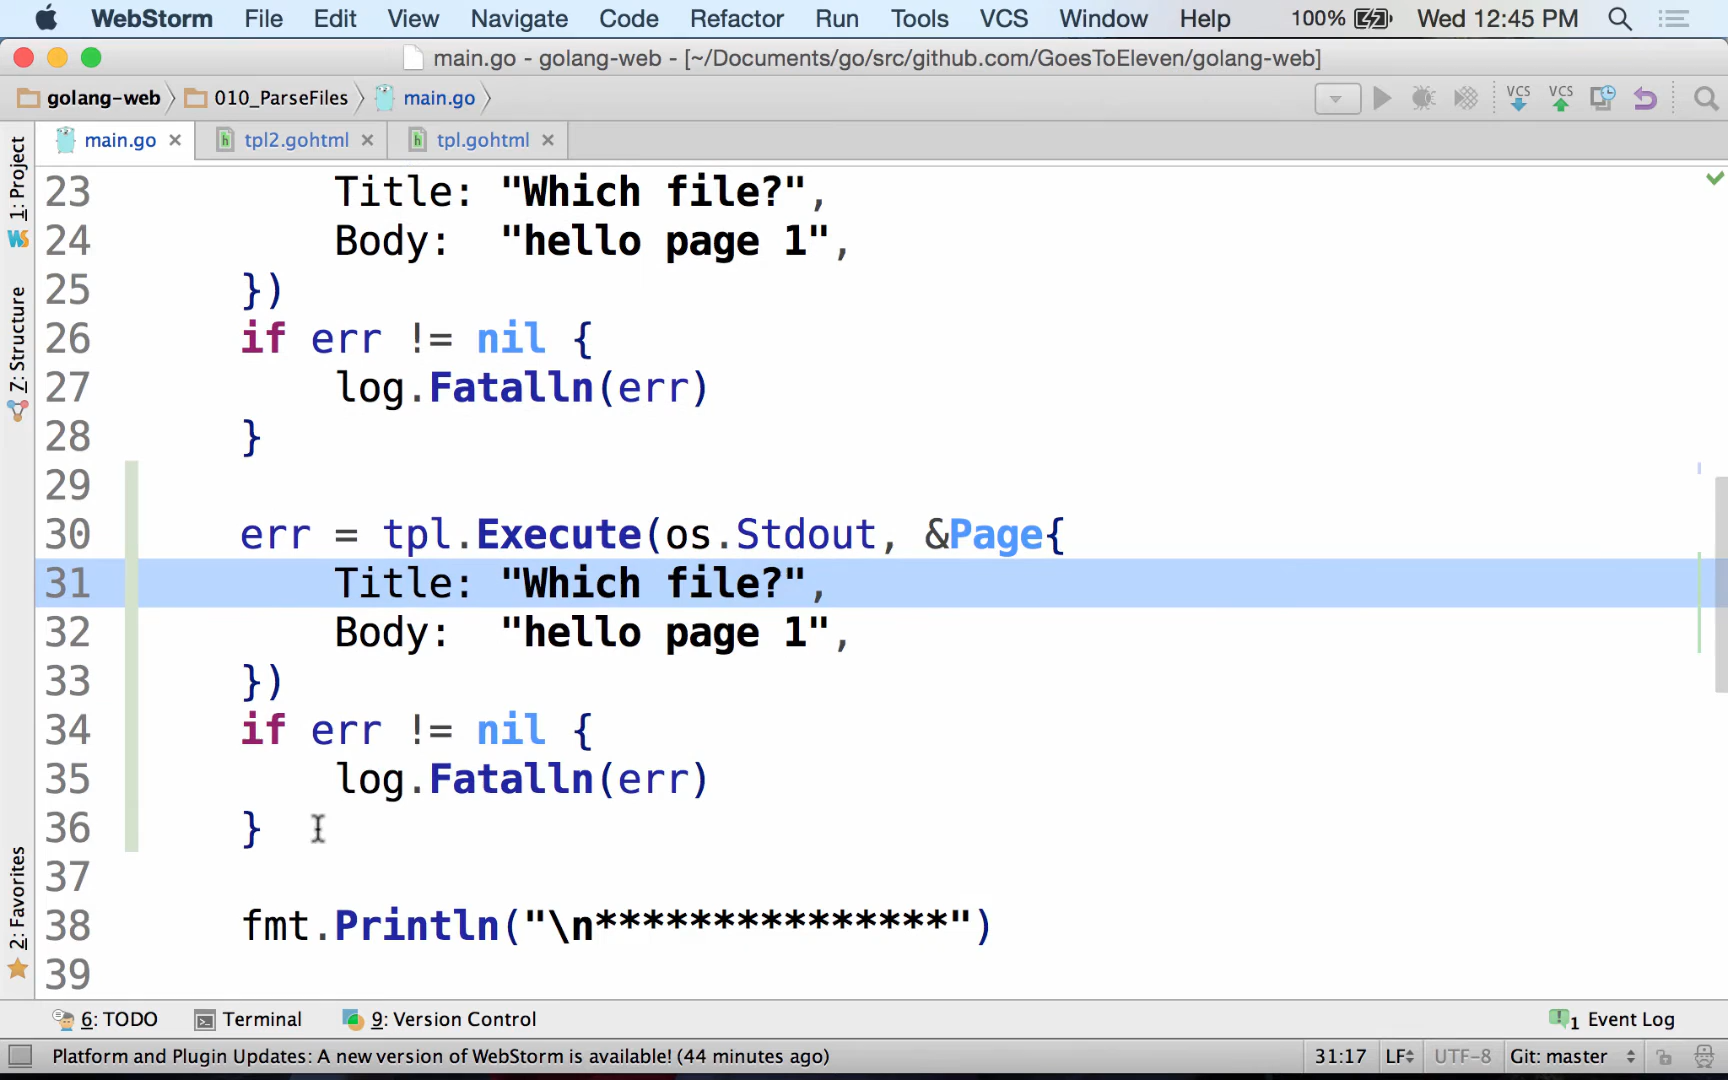 WebStorm File Edit View Navigate Code Refactor Run Tools VCS Window Help 100% Wed 12:45 PM
main.go - golang-web - [~/Documents/go/src/github.com/GoesToEleven/golang-web]
golang-web 010_ParseFiles main.go VCS VCS
main.go tpl2.gohtml tpl.gohtml
1: Project
7: Structure
2: Favorites
23 Title: "Which file?",
24 Body: "hello page 1",
25 })
26 if err != nil {
27 log.Fatalln(err)
28 }
29
30 err = tpl.Execute(os.Stdout, &Page{
31 Title: "Which file?",
32 Body: "hello page 1",
33 })
34 if err != nil {
35 log.Fatalln(err)
36 }
37
38 fmt.Println("\n***************")
39
6: TODO Terminal 9: Version Control 1 Event Log
Platform and Plugin Updates: A new version of WebStorm is available! (44 minutes ago) 31:17 LF UTF-8 Git: master